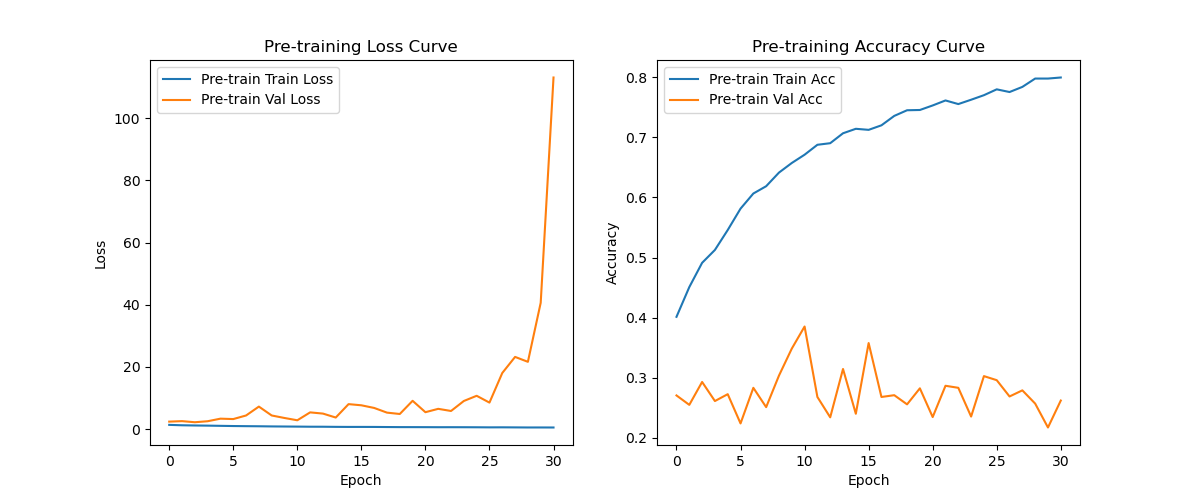 Pre-training Loss Curve
Pre-train Train Loss
Pre-train Val Loss
Loss
100
80
60
40
20
0
0 5 10 15 20 25 30
Epoch
Pre-training Accuracy Curve
Pre-train Train Acc
Pre-train Val Acc
Accuracy
0.8
0.7
0.6
0.5
0.4
0.3
0.2
0 5 10 15 20 25 30
Epoch